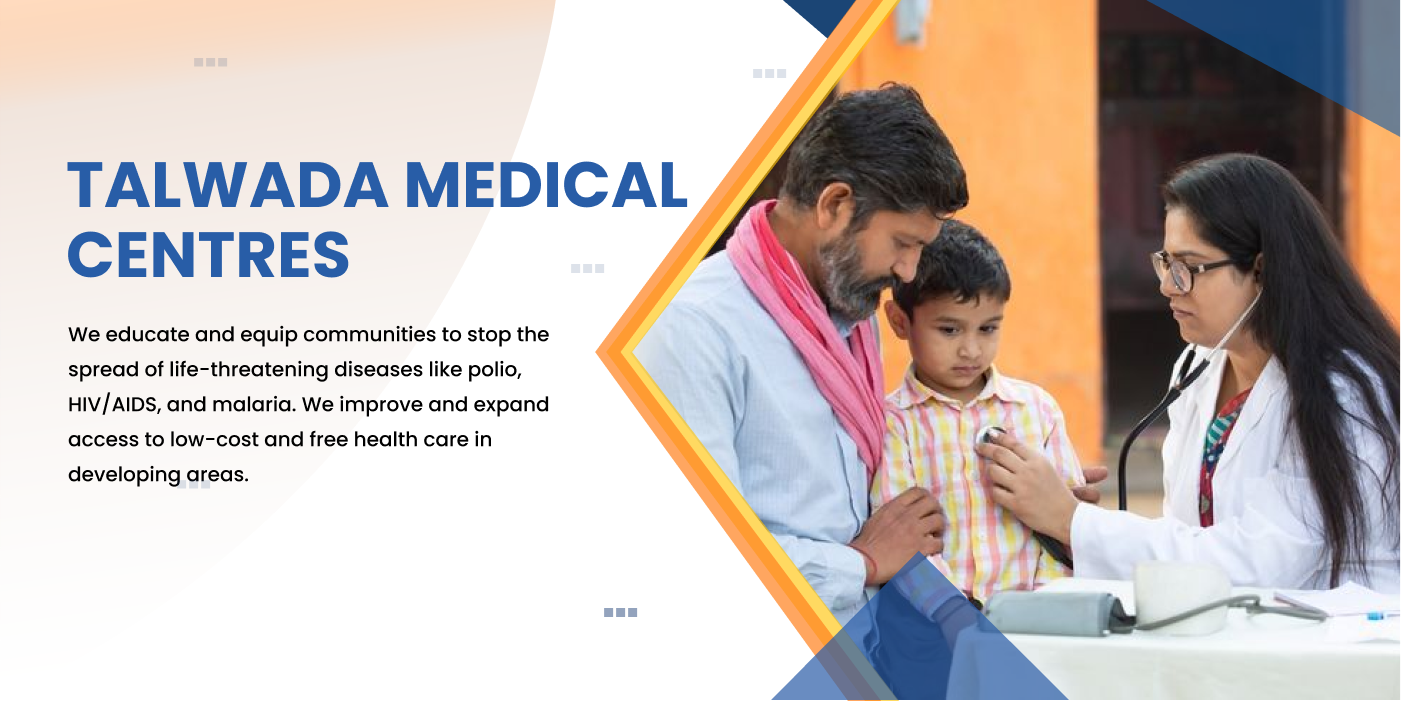 TALWADA MEDICAL
CENTRES
We educate and equip communities to stop the
spread of life-threatening diseases like polio,
HIV/AIDS, and malaria. We improve and expand
access to low-cost and free health care in
developing areas.